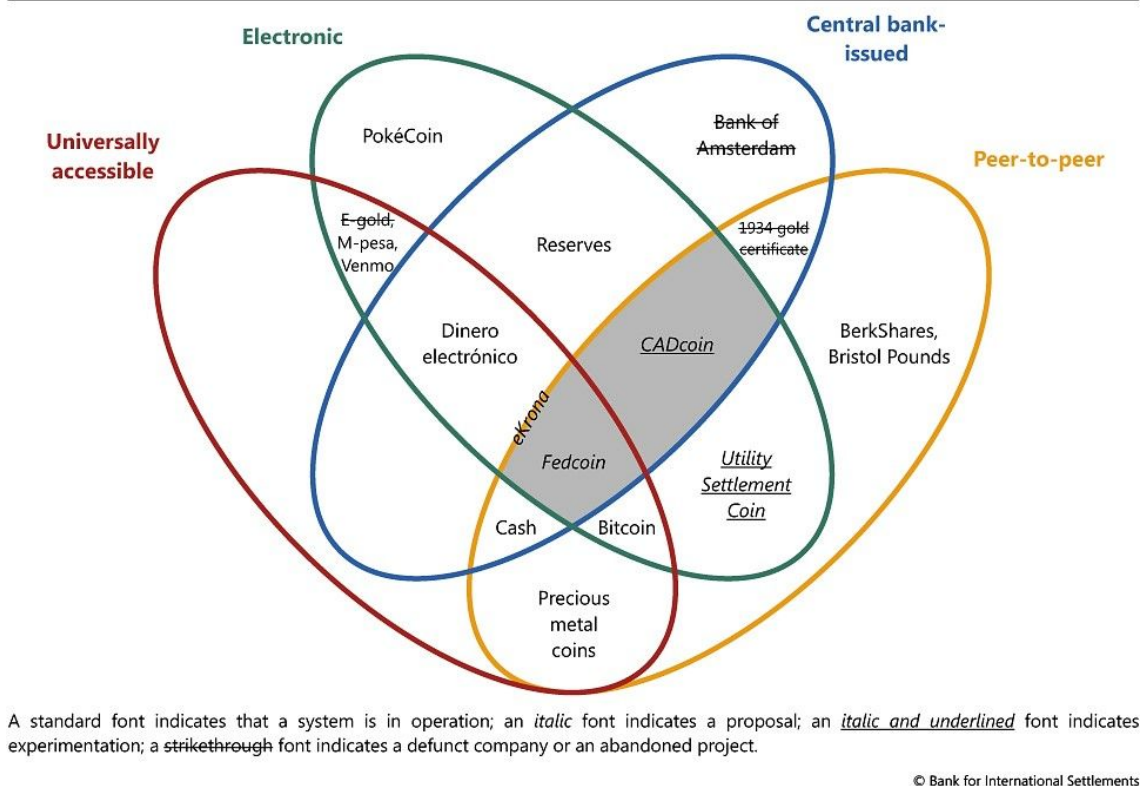 Electronic
Central bank-
issued
Universally
accessible
Peer-to-peer
PokéCoin
Bank of
Amsterdam
E-gold,
M-pesa,
Venmo
Reserves
1934 gold
certificate
Dinero
electrónico
CADcoin
BerkShares,
Bristol Pounds
eKrona
Fedcoin
Utility
Settlement
Coin
Cash
Bitcoin
Precious
metal
coins
A standard font indicates that a system is in operation; an italic font indicates a proposal; an italic and underlined font indicates
experimentation; a strikethrough font indicates a defunct company or an abandoned project.
© Bank for International Settlements